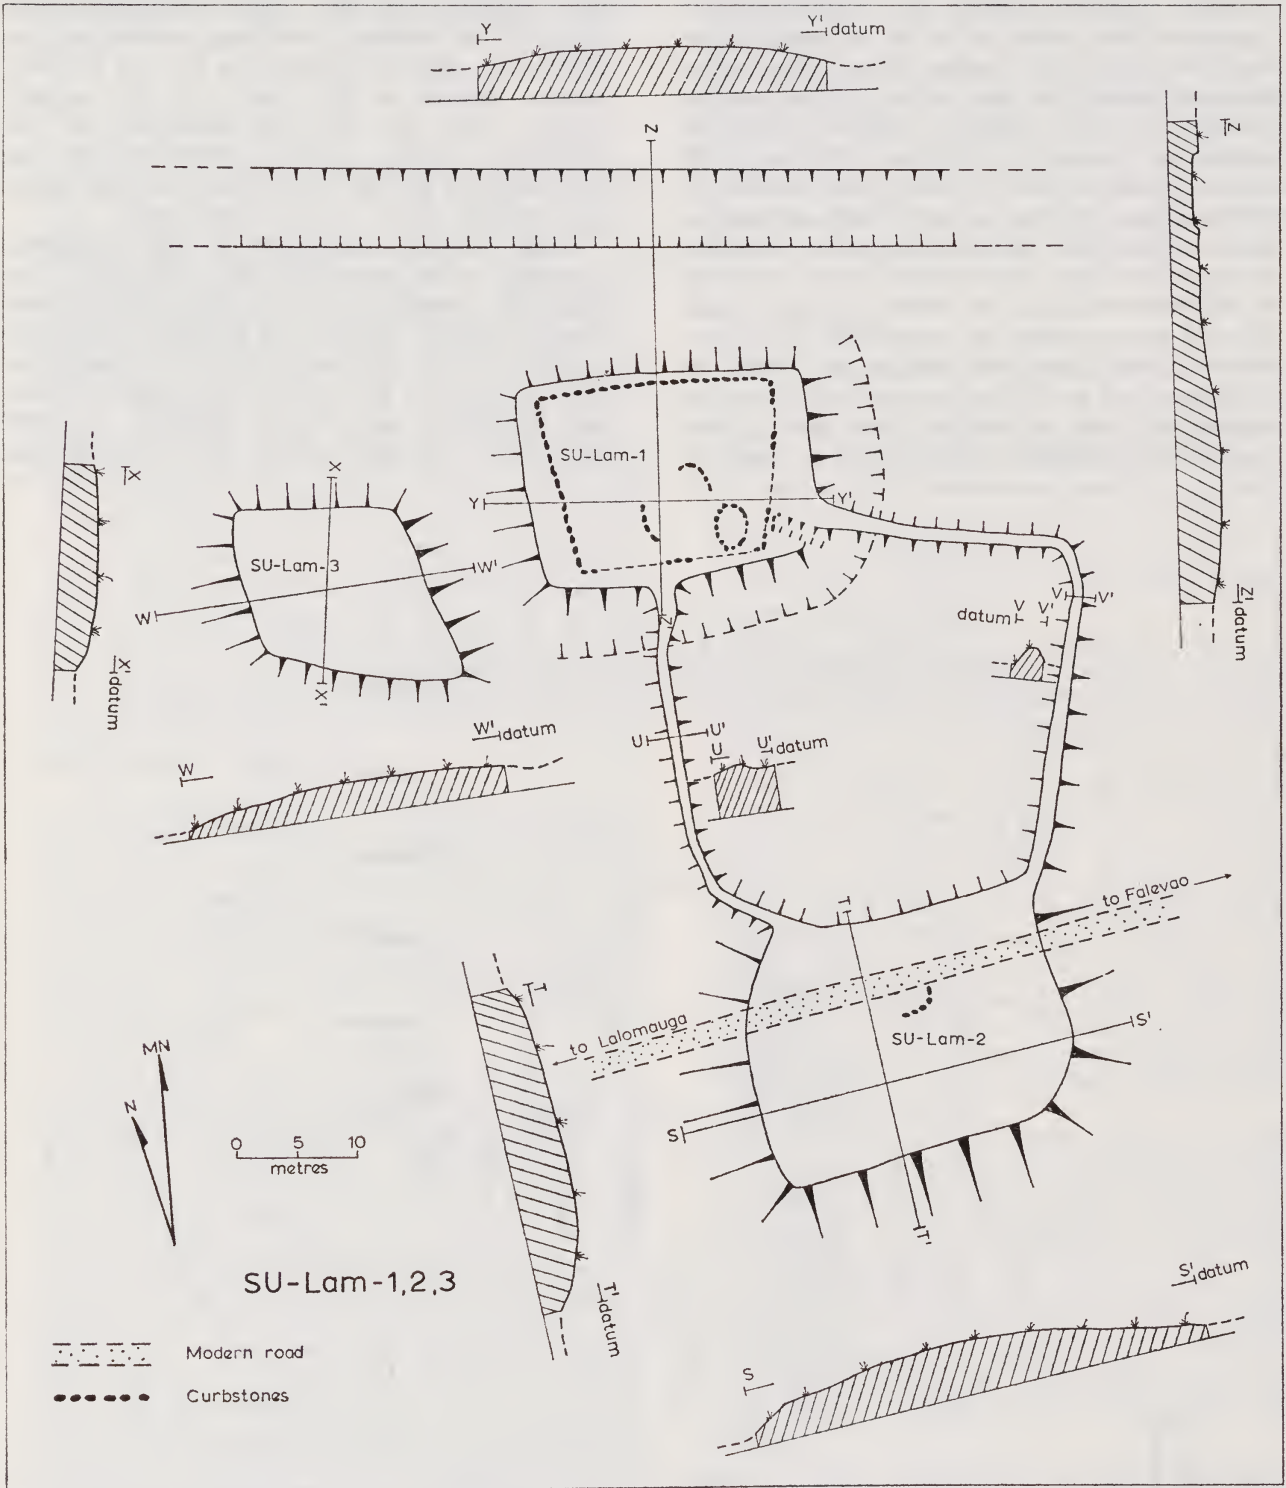 Y
Y' datum
Z
Z
SU-Lam-1
Y
Y'
X
X
SU-Lam-3
W'
W
X'
X' datum
Z'
V
V'
datum V V'
Z' datum
W' datum
W
U
U'
U
U' datum
T
to Falevao
T
to Lalomauga
SU-Lam-2
S'
S
T'
MN
N
0 5 10
metres
SU-Lam-1,2,3
T' datum
S' datum
S
Modern road
Curbstones